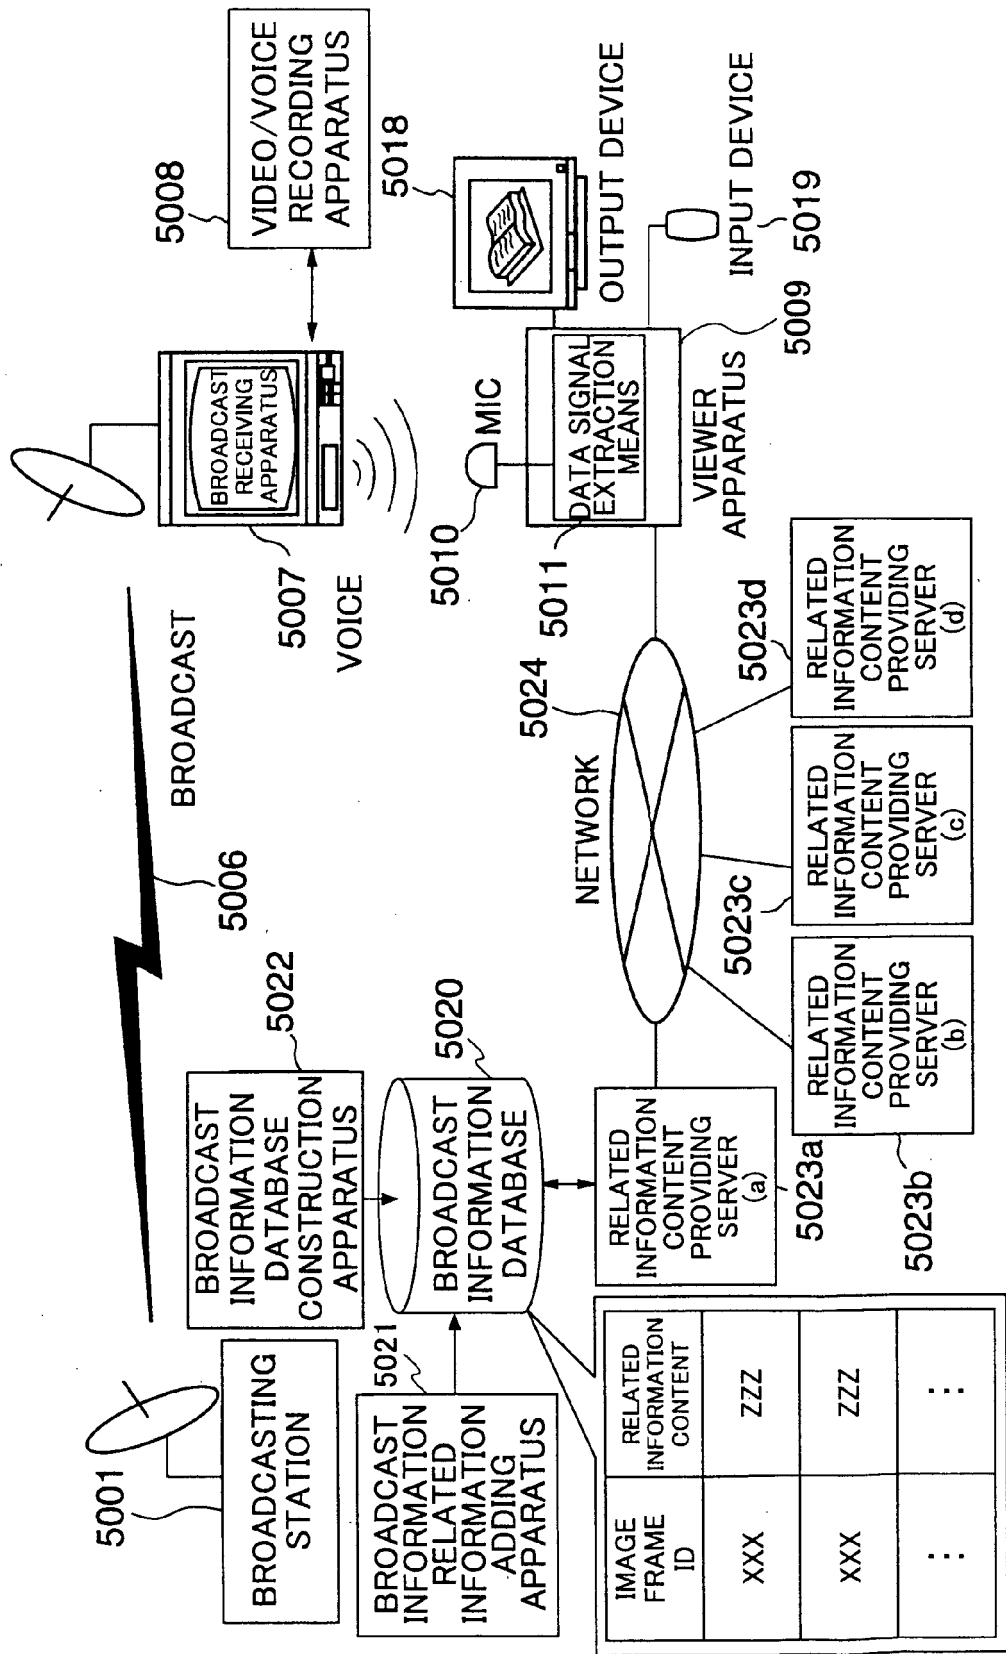 5001
BROADCASTING
STATION
BROADCAST
5006
5007
BROADCAST
RECEIVING
APPARATUS
VOICE
5008
VIDEO/VOICE
RECORDING
APPARATUS
5022
BROADCAST
INFORMATION
DATABASE
CONSTRUCTION
APPARATUS
5021
BROADCAST
INFORMATION
RELATED
INFORMATION
ADDING
APPARATUS
5020
BROADCAST
INFORMATION
DATABASE
5010
MIC
5011
DATA SIGNAL
EXTRACTION
MEANS
VIEWER
APPARATUS
5009
5018
OUTPUT DEVICE
INPUT DEVICE
5019
NETWORK
5024
RELATED
INFORMATION
CONTENT
PROVIDING
SERVER
(a)
5023a
RELATED
INFORMATION
CONTENT
PROVIDING
SERVER
(b)
5023b
RELATED
INFORMATION
CONTENT
PROVIDING
SERVER
(c)
5023c
RELATED
INFORMATION
CONTENT
PROVIDING
SERVER
(d)
5023d
IMAGE
FRAME
ID
RELATED
INFORMATION
CONTENT
XXX
ZZZ
XXX
ZZZ
...
...